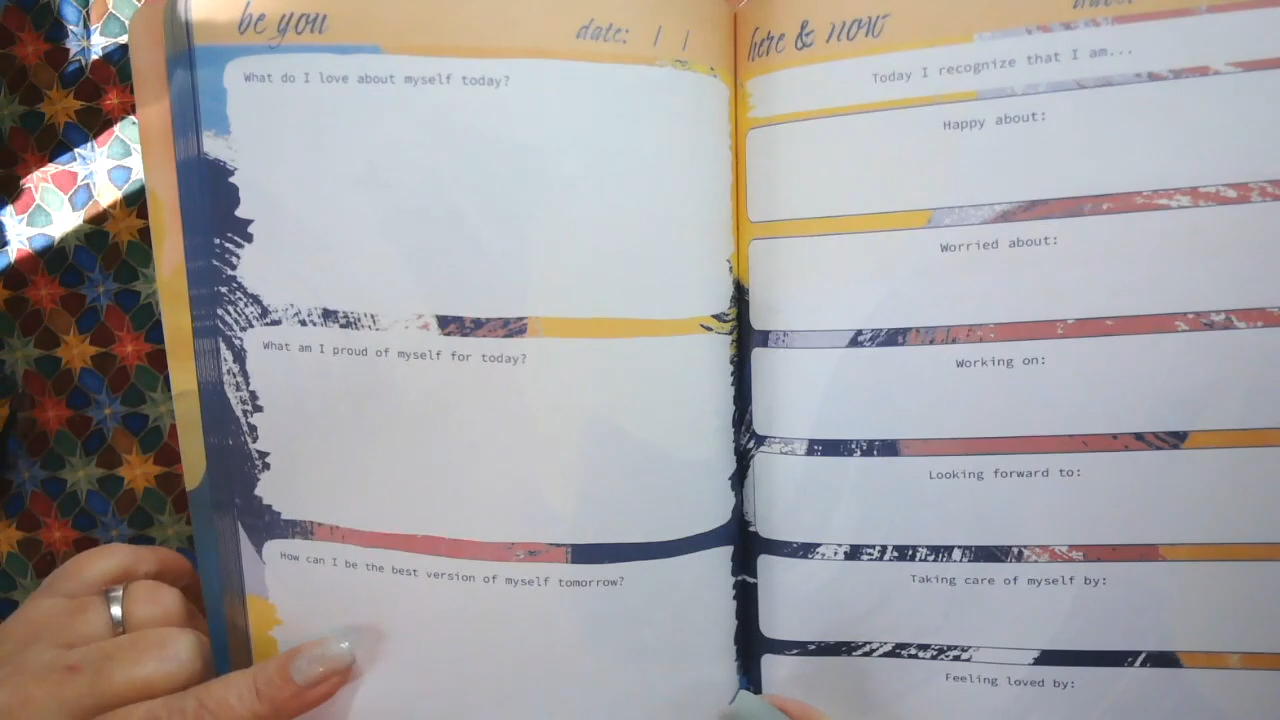 be you
date: / /
What do I love about myself today?
What am I proud of myself for today?
How can I be the best version of myself tomorrow?
here & now
date:
Today I recognize that I am...
Happy about:
Worried about:
Working on:
Looking forward to:
Taking care of myself by:
Feeling loved by: